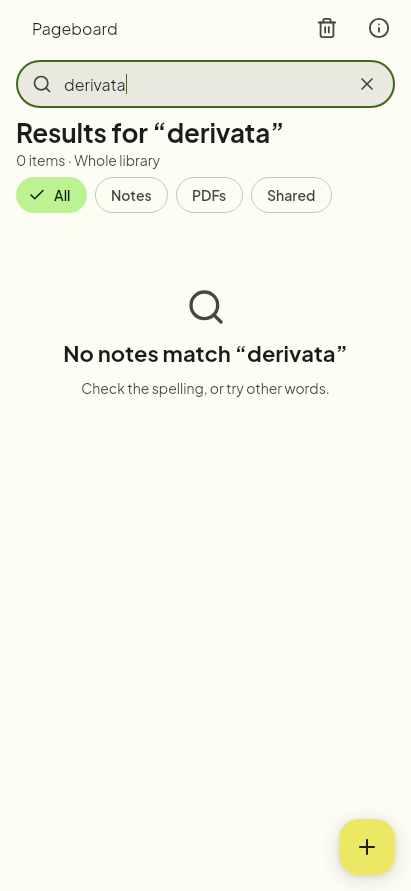 Pageboard
derivata
Results for “derivata”
0 items · Whole library
All
Notes
PDFs
Shared
No notes match “derivata”
Check the spelling, or try other words.